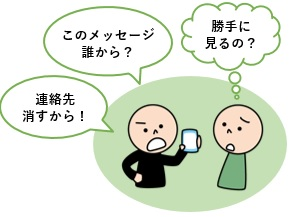 このメッセージ
誰から？
勝手に
見るの？
連絡先
消すから！